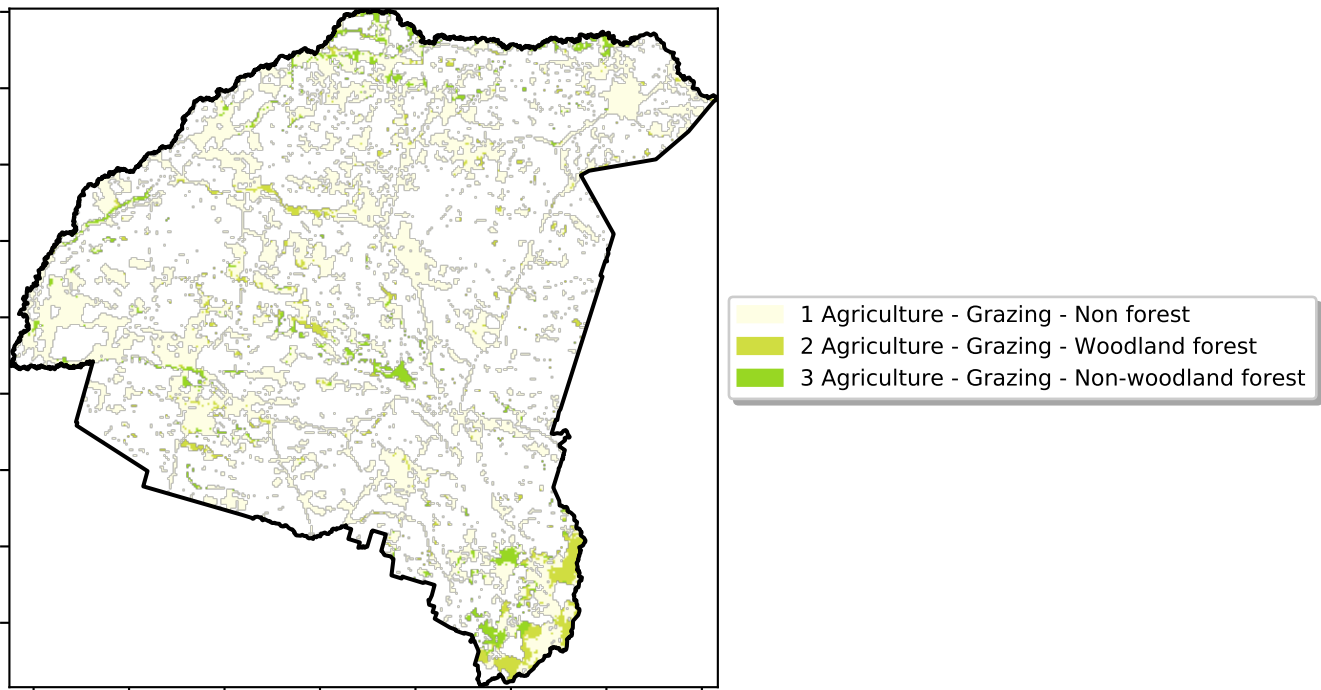 1 Agriculture - Grazing - Non forest
2 Agriculture - Grazing - Woodland forest
3 Agriculture - Grazing - Non-woodland forest